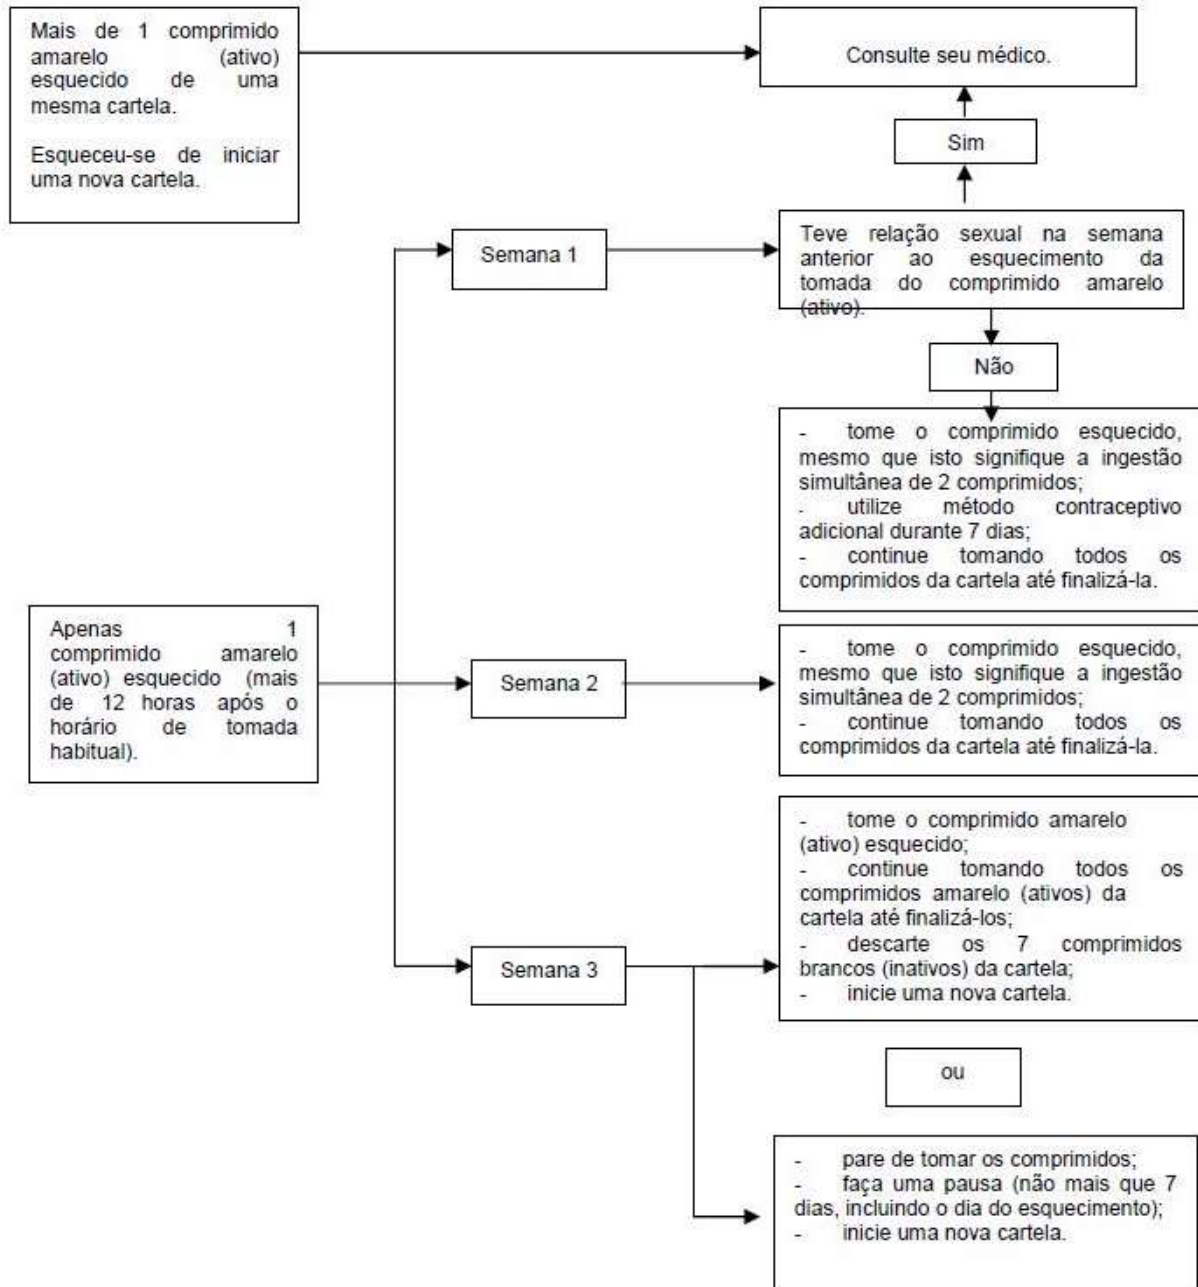 Mais de 1 comprimido
amarelo (ativo)
esquecido de uma
mesma cartela.
Esqueceu-se de iniciar
uma nova cartela.
Consulte seu médico.
Sim
Semana 1
Teve relação sexual na semana
anterior ao esquecimento da
tomada do comprimido amarelo
(ativo).
Não
- tome o comprimido esquecido,
mesmo que isto signifique a ingestão
simultânea de 2 comprimidos;
- utilize método contraceptivo
adicional durante 7 dias;
- continue tomando todos os
comprimidos da cartela até finalizá-la.
Apenas 1
comprimido amarelo
(ativo) esquecido (mais
de 12 horas após o
horário de tomada
habitual).
Semana 2
- tome o comprimido esquecido,
mesmo que isto signifique a ingestão
simultânea de 2 comprimidos;
- continue tomando todos os
comprimidos da cartela até finalizá-la.
Semana 3
- tome o comprimido amarelo
(ativo) esquecido;
- continue tomando todos os
comprimidos amarelo (ativos) da
cartela até finalizá-los;
- descarte os 7 comprimidos
brancos (inativos) da cartela;
- inicie uma nova cartela.
ou
- pare de tomar os comprimidos;
- faça uma pausa (não mais que 7
dias, incluindo o dia do esquecimento);
- inicie uma nova cartela.